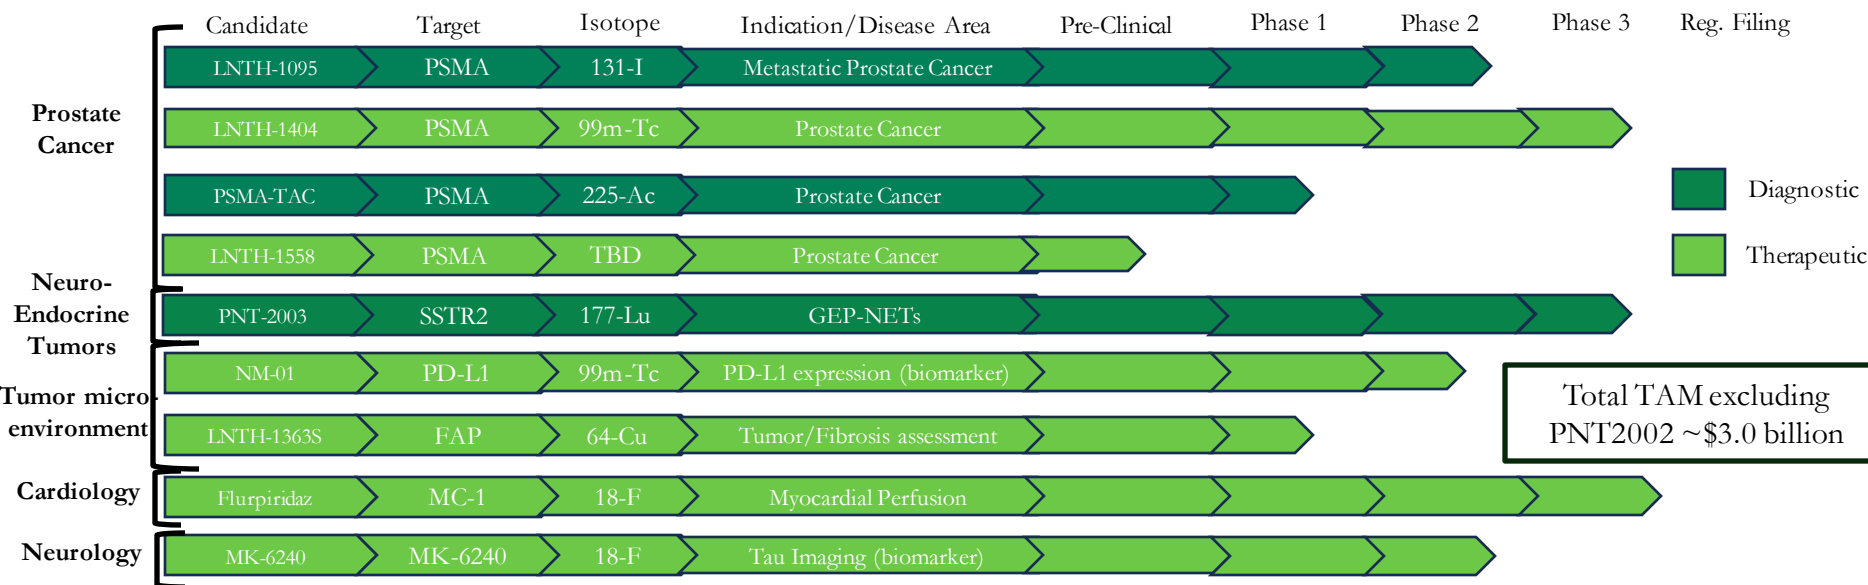 Candidate Target Isotope Indication/Disease Area Pre-Clinical Phase 1 Phase 2 Phase 3 Reg. Filing
Prostate
Cancer
LNTH-1095 PSMA 131-I Metastatic Prostate Cancer
LNTH-1404 PSMA 99m-Tc Prostate Cancer
PSMA-TAC PSMA 225-Ac Prostate Cancer
LNTH-1558 PSMA TBD Prostate Cancer
Neuro-
Endocrine
Tumors
PNT-2003 SSTR2 177-Lu GEP-NETs
Tumor micro-
environment
NM-01 PD-L1 99m-Tc PD-L1 expression (biomarker)
LNTH-1363S FAP 64-Cu Tumor/Fibrosis assessment
Cardiology
Flurpiridaz MC-1 18-F Myocardial Perfusion
Neurology
MK-6240 MK-6240 18-F Tau Imaging (biomarker)
Diagnostic
Therapeutic
Total TAM excluding
PNT2002 ~$3.0 billion